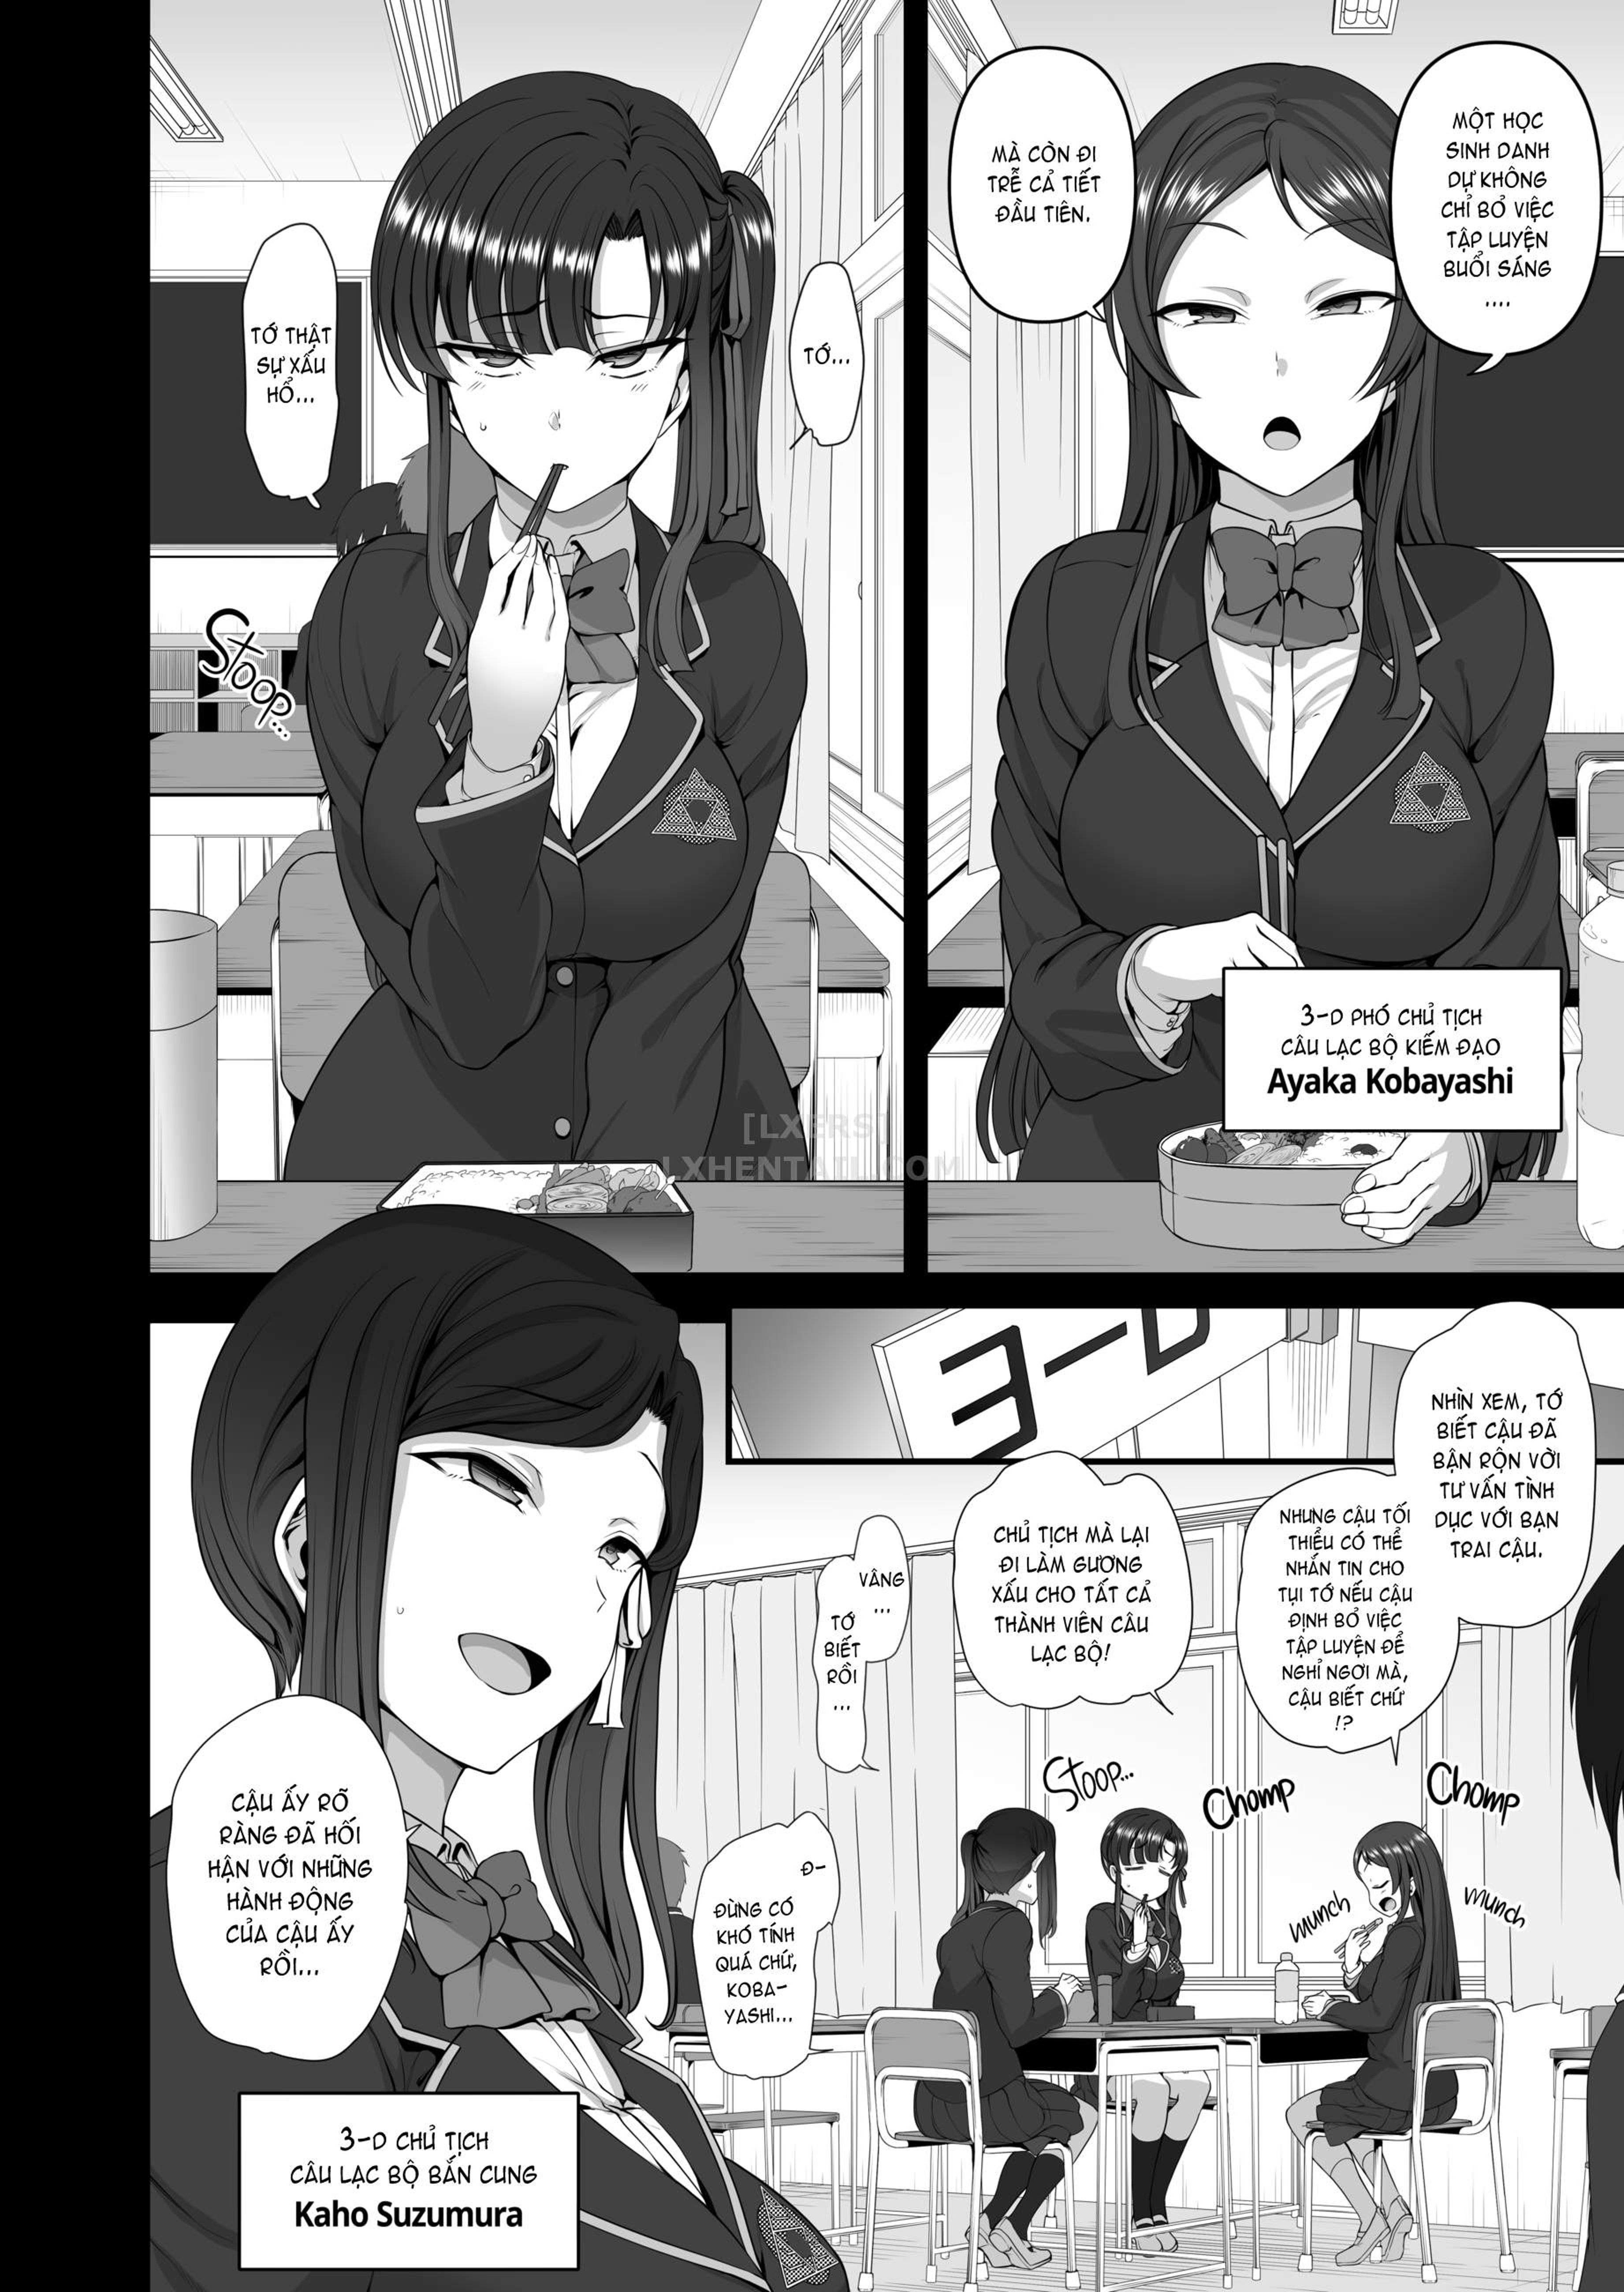 MỘT HỌC
SINH DANH
DỰ KHÔNG
CHỈ BỎ VIỆC
TẬP LUYỆN
BUỔI SÁNG
....
MÀ CÒN ĐI
TRỄ CẢ TIẾT
ĐẦU TIÊN.
3-D PHÓ CHỦ TỊCH
CÂU LẠC BỘ KIẾM ĐẠO
Ayaka Kobayashi
TỚ...
TỚ THẬT
SỰ XẤU
HỔ...
Stoop...
[LXERS]
LXHENTAI.COM
3-D
NHÌN XEM, TỚ
BIẾT CẬU ĐÃ
BẬN RỘN VỜI
TƯ VẤN TÌNH
DỤC VỚI BẠN
TRAI CẬU.
NHƯNG CẬU TỐI
THIỂU CÓ THỂ
NHẮN TIN CHO
TỤI TỚ NẾU CẬU
ĐỊNH BỎ VIỆC
TẬP LUYỆN ĐỂ
NGHỈ NGƠI MÀ,
CẬU BIẾT CHỨ
!?
CHỦ TỊCH MÀ LẠI
ĐI LÀM GƯƠNG
XẤU CHO TẤT CẢ
THÀNH VIÊN CÂU
LẠC BỘ!
VÂNG
...
TỚ
BIẾT
RỒI
...
STOOP...
CHOMP
CHOMP
MUNCH
MUNCH
Đ-
ĐỪNG CÓ
KHÓ TÍNH
QUÁ CHỨ,
KOBA-
YASHI...
CẬU ẤY RÕ
RÀNG ĐÃ HỐI
HẬN VỚI NHỮNG
HÀNH ĐỘNG
CỦA CẬU ẤY
RỒI...
3-D CHỦ TỊCH
CÂU LẠC BỘ BẮN CUNG
Kaho Suzumura